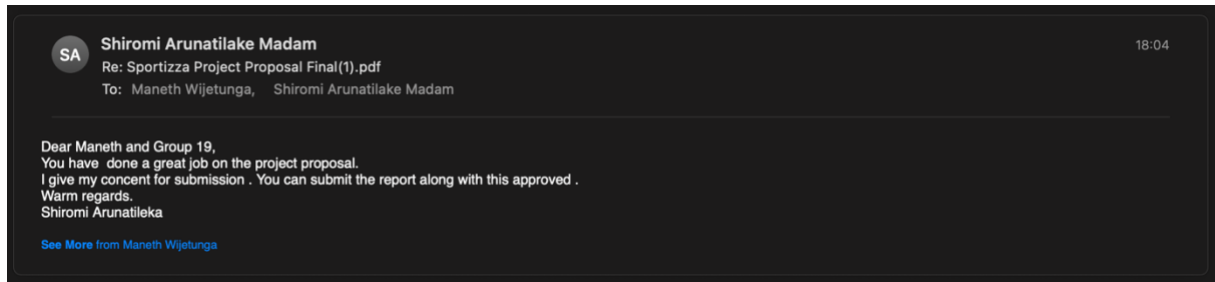 SA
Shiromi Arunatilake Madam
18:04
Re: Sportizza Project Proposal Final(1).pdf
To: Maneth Wijetunga, Shiromi Arunatilake Madam
Dear Maneth and Group 19,
You have  done a great job on the project proposal.
I give my concent for submission . You can submit the report along with this approved .
Warm regards.
Shiromi Arunatileka
See More from Maneth Wijetunga